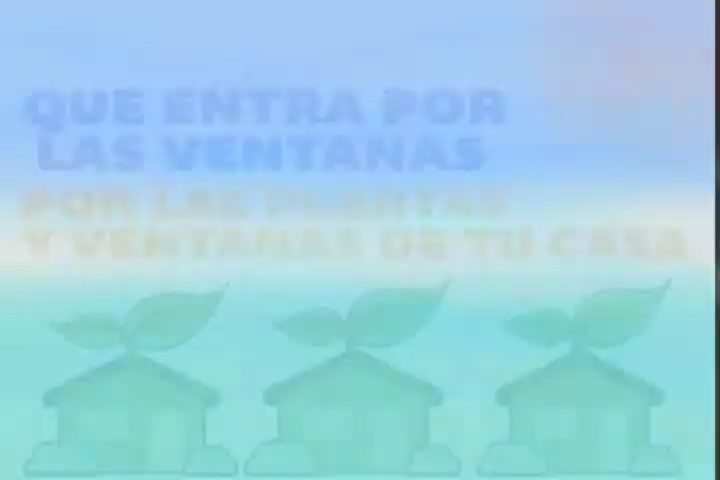 QUE ENTRA POR
LAS VENTANAS
POR LAS PLANTAS
Y VENTANAS DE TU CASA